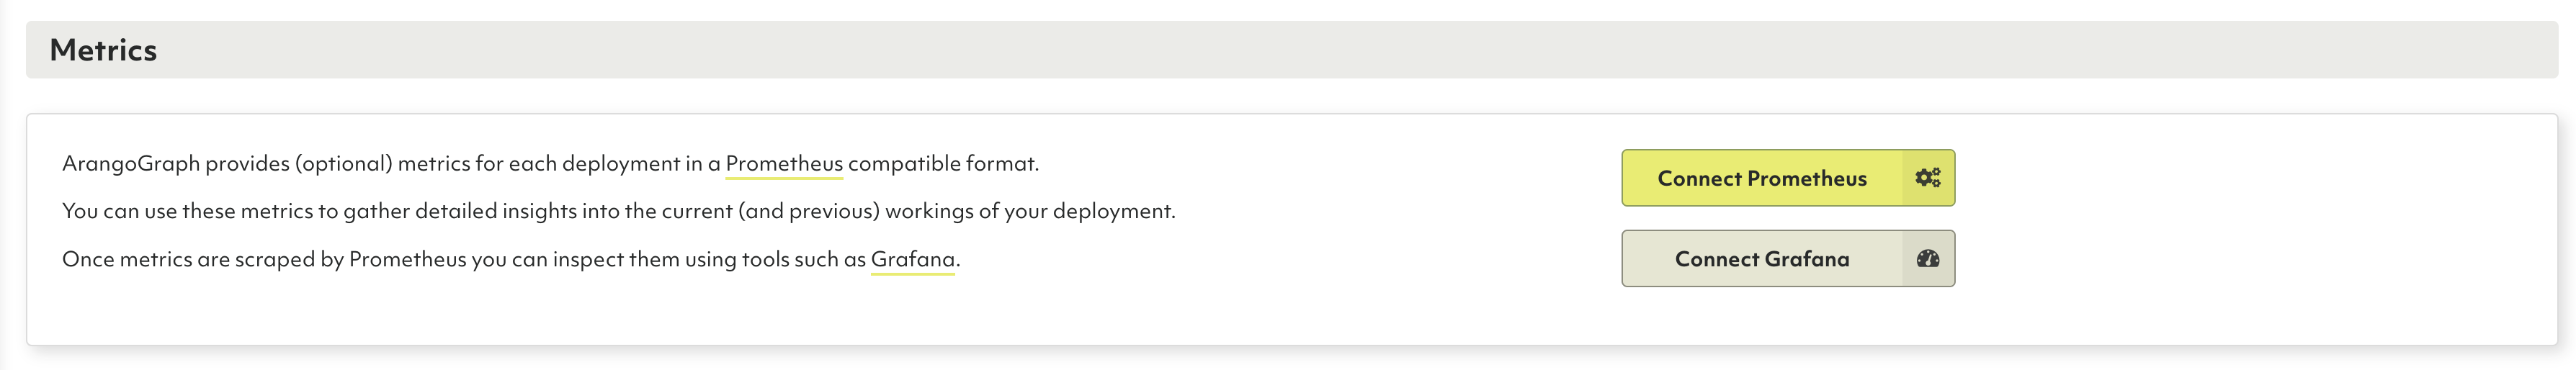 Metrics
ArangoGraph provides (optional) metrics for each deployment in a Prometheus compatible format.
You can use these metrics to gather detailed insights into the current (and previous) workings of your deployment.
Once metrics are scraped by Prometheus you can inspect them using tools such as Grafana.
Connect Prometheus
Connect Grafana